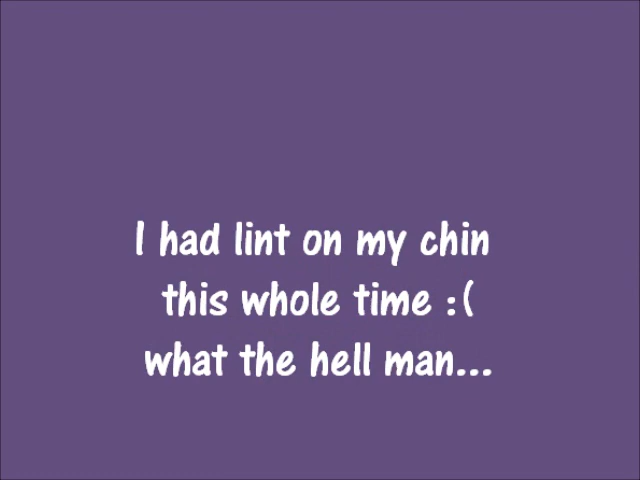 I had lint on my chin
this whole time :(
what the hell man...